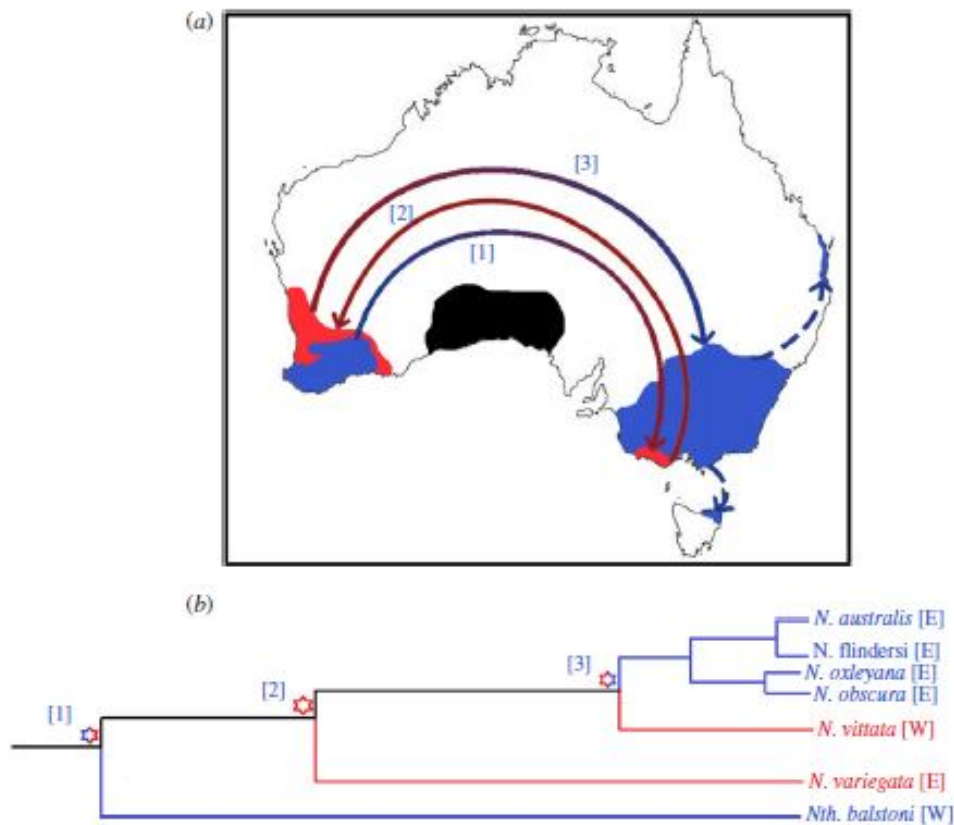 (a)
[3]
[2]
[1]
(b)
N. australis [E]
[3]
N. flindersi [E]
[2]
N. oxleyana [E]
N. obscura [E]
[1]
N. vittata [W]
N. variegata [E]
Nth. balstoni [W]